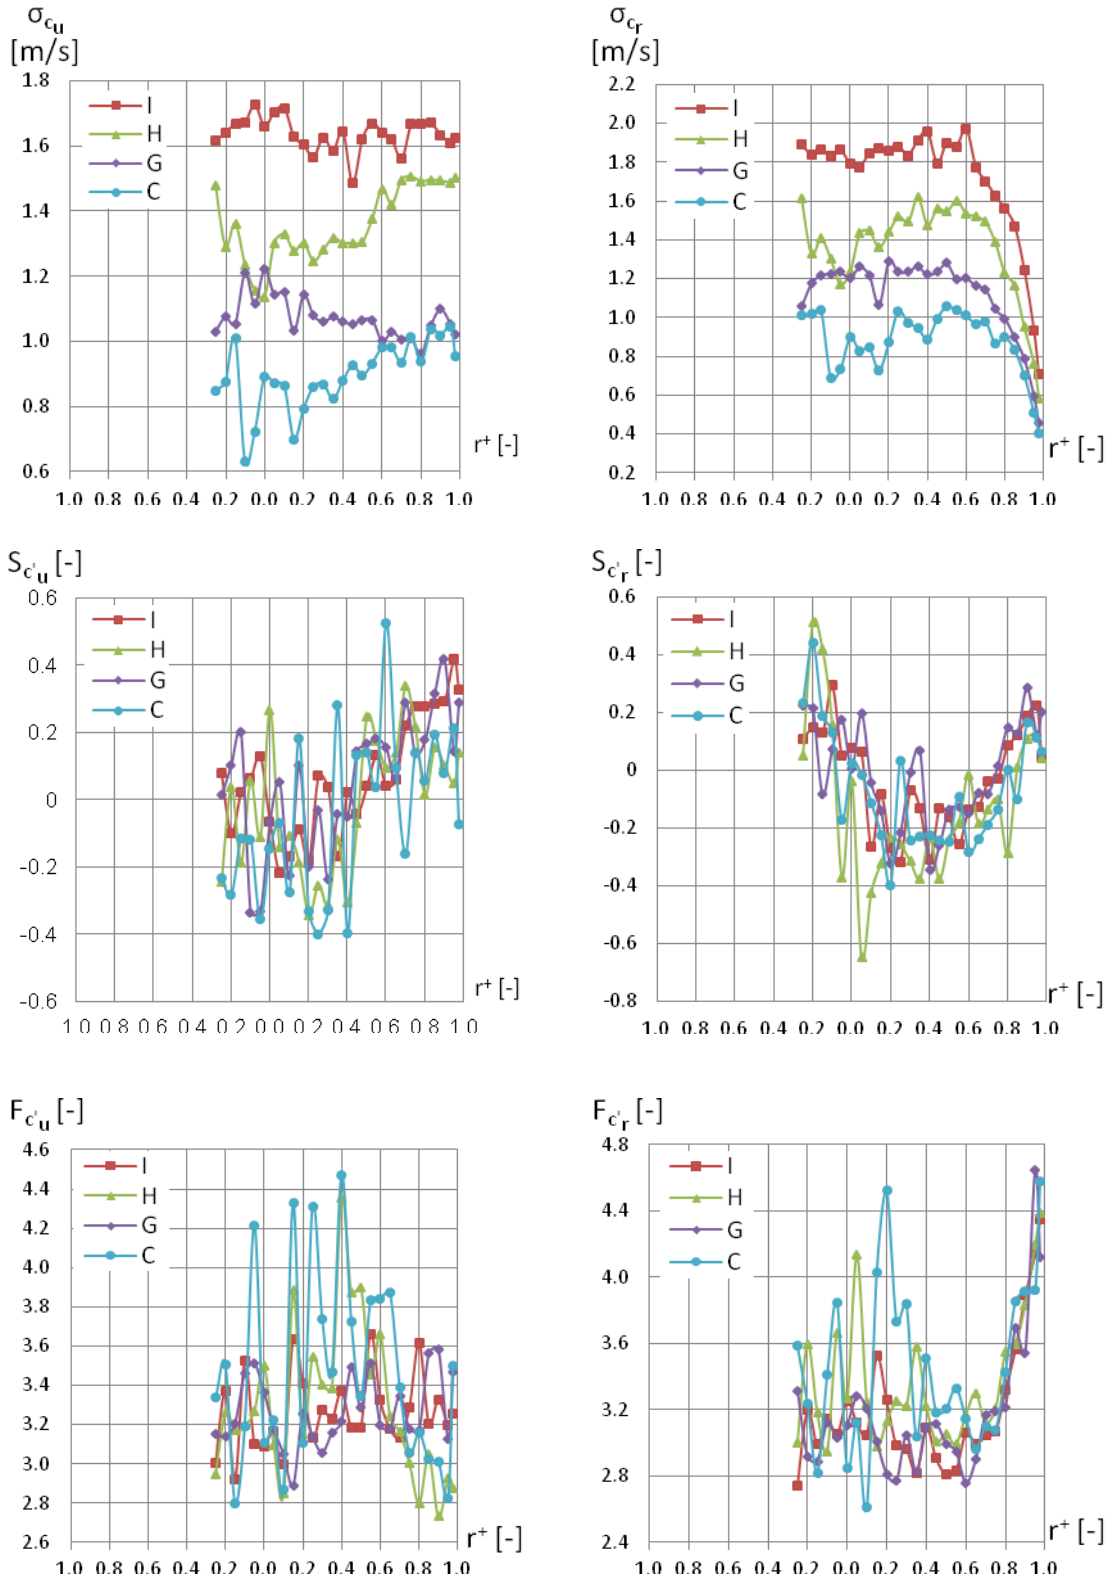 σcu
[m/s]
1.8
1.6
1.4
1.2
1.0
0.8
0.6
I
H
G
C
r⁺ [-]
1.0 0.8 0.6 0.4 0.2 0.0 0.2 0.4 0.6 0.8 1.0
σcr
[m/s]
2.2
2.0
1.8
1.6
1.4
1.2
1.0
0.8
0.6
0.4
0.2
I
H
G
C
r⁺ [-]
1.0 0.8 0.6 0.4 0.2 0.0 0.2 0.4 0.6 0.8 1.0
Sc'u [-]
0.6
0.4
0.2
0
-0.2
-0.4
-0.6
I
H
G
C
r⁺ [-]
1 0 0 8 0 6 0 4 0 2 0 0 0 2 0 4 0 6 0 8 1 0
Sc'r [-]
0.6
0.4
0.2
0
-0.2
-0.4
-0.6
-0.8
I
H
G
C
r⁺ [-]
1.0 0.8 0.6 0.4 0.2 0.0 0.2 0.4 0.6 0.8 1.0
Fc'u [-]
4.6
4.4
4.2
4.0
3.8
3.6
3.4
3.2
3.0
2.8
2.6
I
H
G
C
r⁺ [-]
1.0 0.8 0.6 0.4 0.2 0.0 0.2 0.4 0.6 0.8 1.0
Fc'r [-]
4.8
4.4
4.0
3.6
3.2
2.8
2.4
I
H
G
C
r⁺ [-]
1.0 0.8 0.6 0.4 0.2 0.0 0.2 0.4 0.6 0.8 1.0